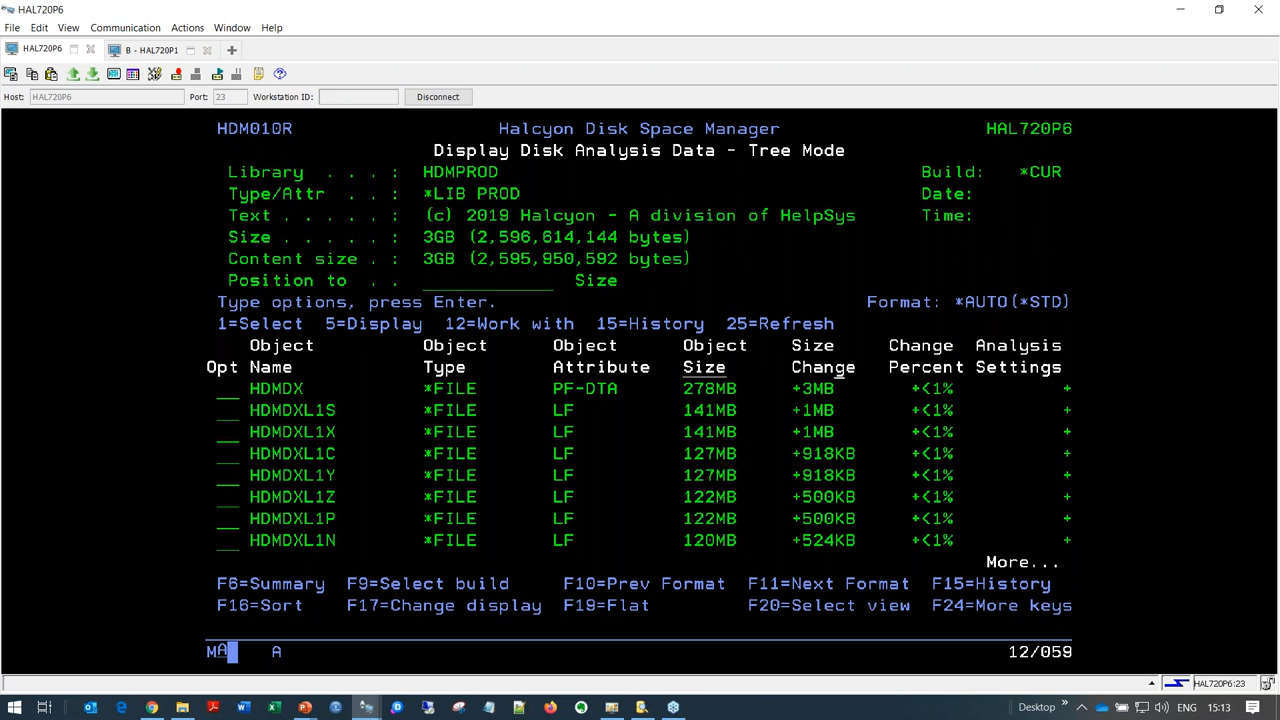 HAL720P6
File Edit View Communication Actions Window Help
HAL720P6 B - HAL720P1
Host: HAL720P6 Port: 23 Workstation ID: Disconnect
HDM010R Halcyon Disk Space Manager HAL720P6
Display Disk Analysis Data - Tree Mode
Library . . . : HDMPROD Build: *CUR
Type/Attr . . : *LIB PROD Date:
Text . . . . . : (c) 2019 Halcyon - A division of HelpSys Time:
Size . . . . . : 3GB (2,596,614,144 bytes)
Content size . : 3GB (2,595,950,592 bytes)
Position to . . Size
Type options, press Enter. Format: *AUTO(*STD)
1=Select 5=Display 12=Work with 15=History 25=Refresh
Object Object Object Object Size Change Analysis
Opt Name Type Attribute Size Change Percent Settings
HDMDX *FILE PF-DTA 278MB +3MB +<1% +
HDMDXL1S *FILE LF 141MB +1MB +<1% +
HDMDXL1X *FILE LF 141MB +1MB +<1% +
HDMDXL1C *FILE LF 127MB +918KB +<1% +
HDMDXL1Y *FILE LF 127MB +918KB +<1% +
HDMDXL1Z *FILE LF 122MB +500KB +<1% +
HDMDXL1P *FILE LF 122MB +500KB +<1% +
HDMDXL1N *FILE LF 120MB +524KB +<1% +
More...
F6=Summary F9=Select build F10=Prev Format F11=Next Format F15=History
F16=Sort F17=Change display F19=Flat F20=Select view F24=More keys
MA A 12/059
HAL720P6:23
Desktop ENG 15:13